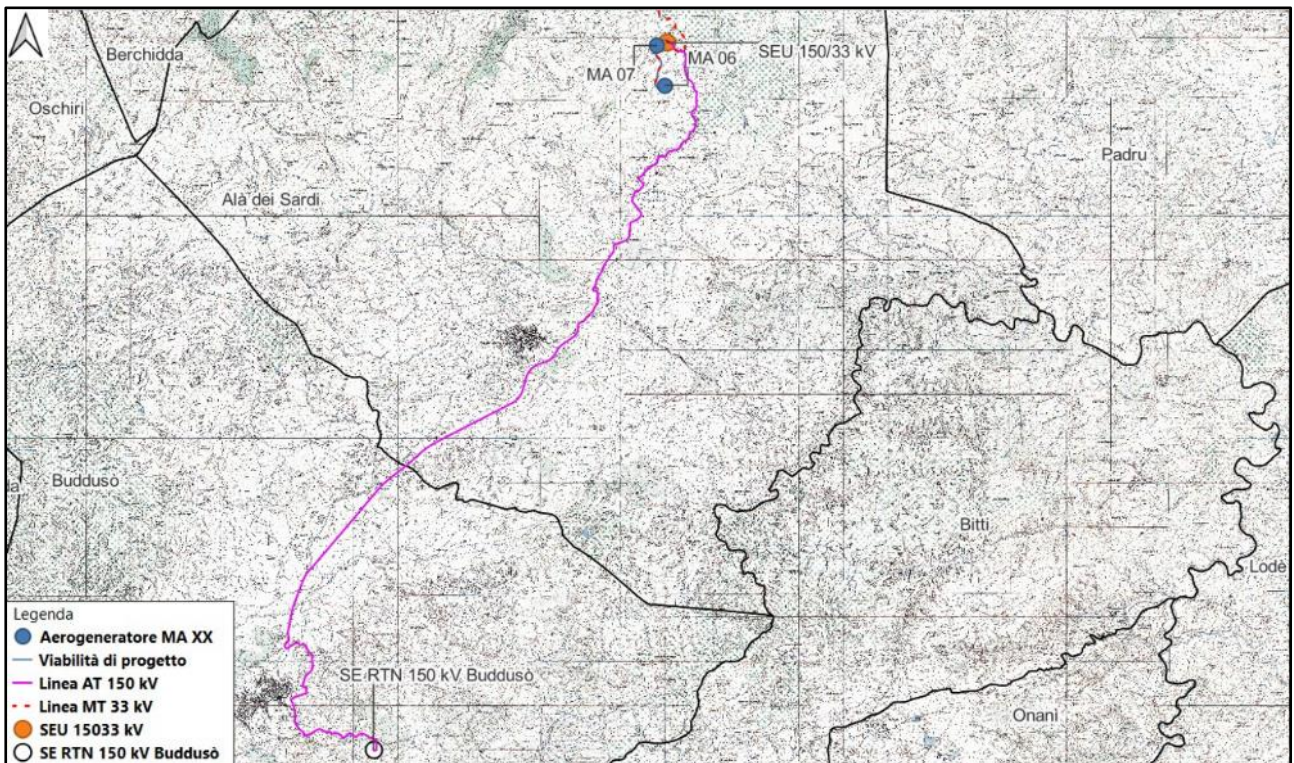 Berchidda
SEU 150/33 kV
MA 06
MA 07
Oschiri
Padru
Alà dei Sardi
Buddusò
Bitti
Lodè
Legenda
Aerogeneratore MA XX
Viabilità di progetto
Linea AT 150 kV
Linea MT 33 kV
SEU 15033 kV
SE RTN 150 kV Buddusò
SE RTN 150 kV Buddusò
Onanì